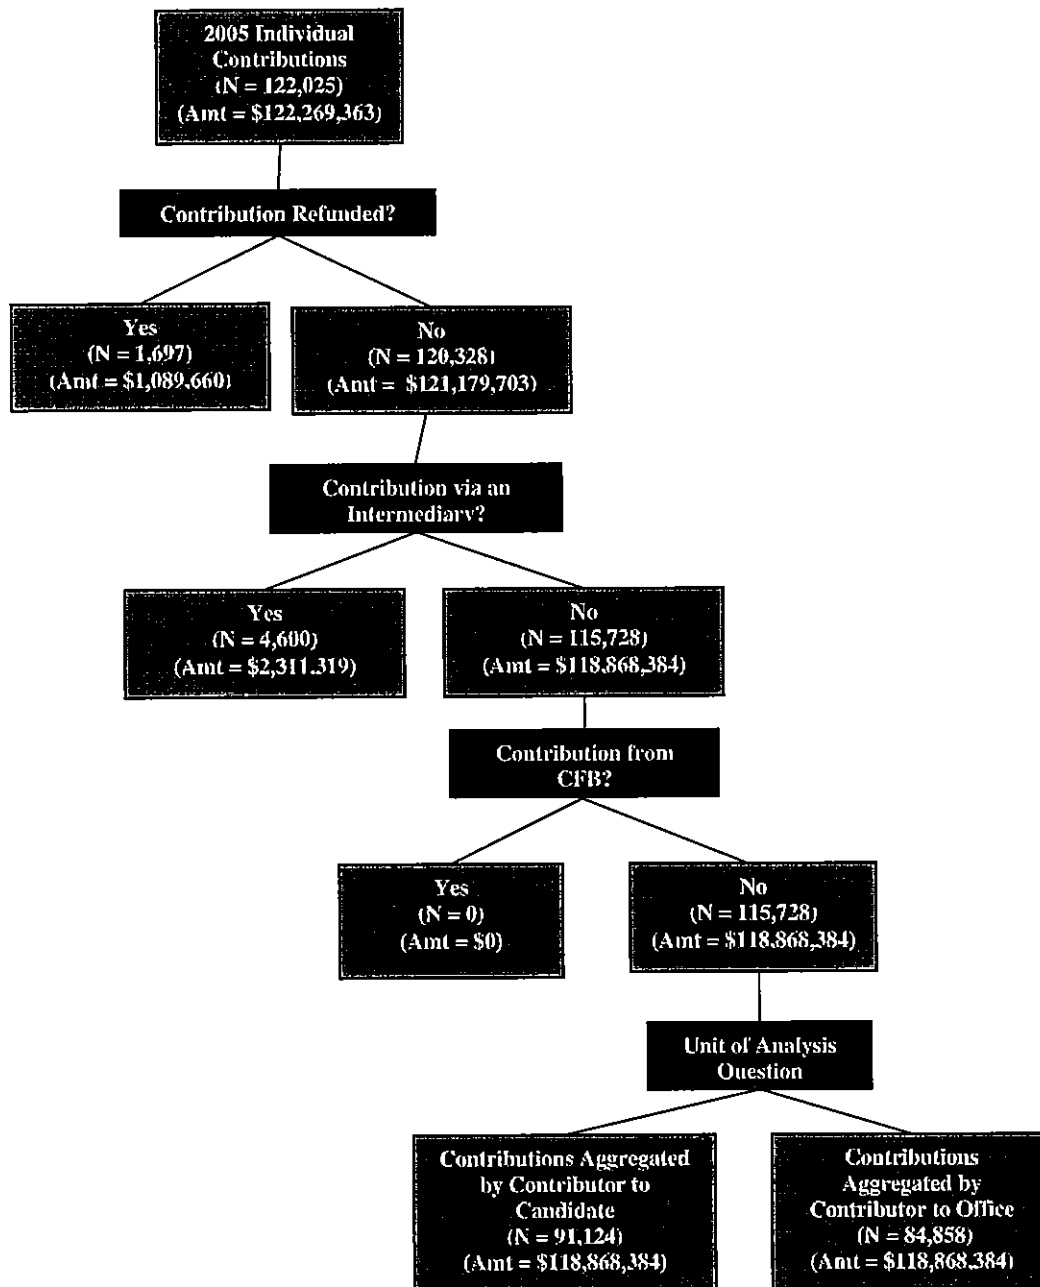 2005 Individual
Contributions
(N = 122,025)
(Amt = $122,269,363)
Contribution Refunded?
Yes
(N = 1,697)
(Amt = $1,089,660)
No
(N = 120,328)
(Amt = $121,179,703)
Contribution via an
Intermediary?
Yes
(N = 4,600)
(Amt = $2,311,319)
No
(N = 115,728)
(Amt = $118,868,384)
Contribution from
CFB?
Yes
(N = 0)
(Amt = $0)
No
(N = 115,728)
(Amt = $118,868,384)
Unit of Analysis
Question
Contributions Aggregated
by Contributor to
Candidate
(N = 91,124)
(Amt = $118,868,384)
Contributions
Aggregated by
Contributor to Office
(N = 84,858)
(Amt = $118,868,384)